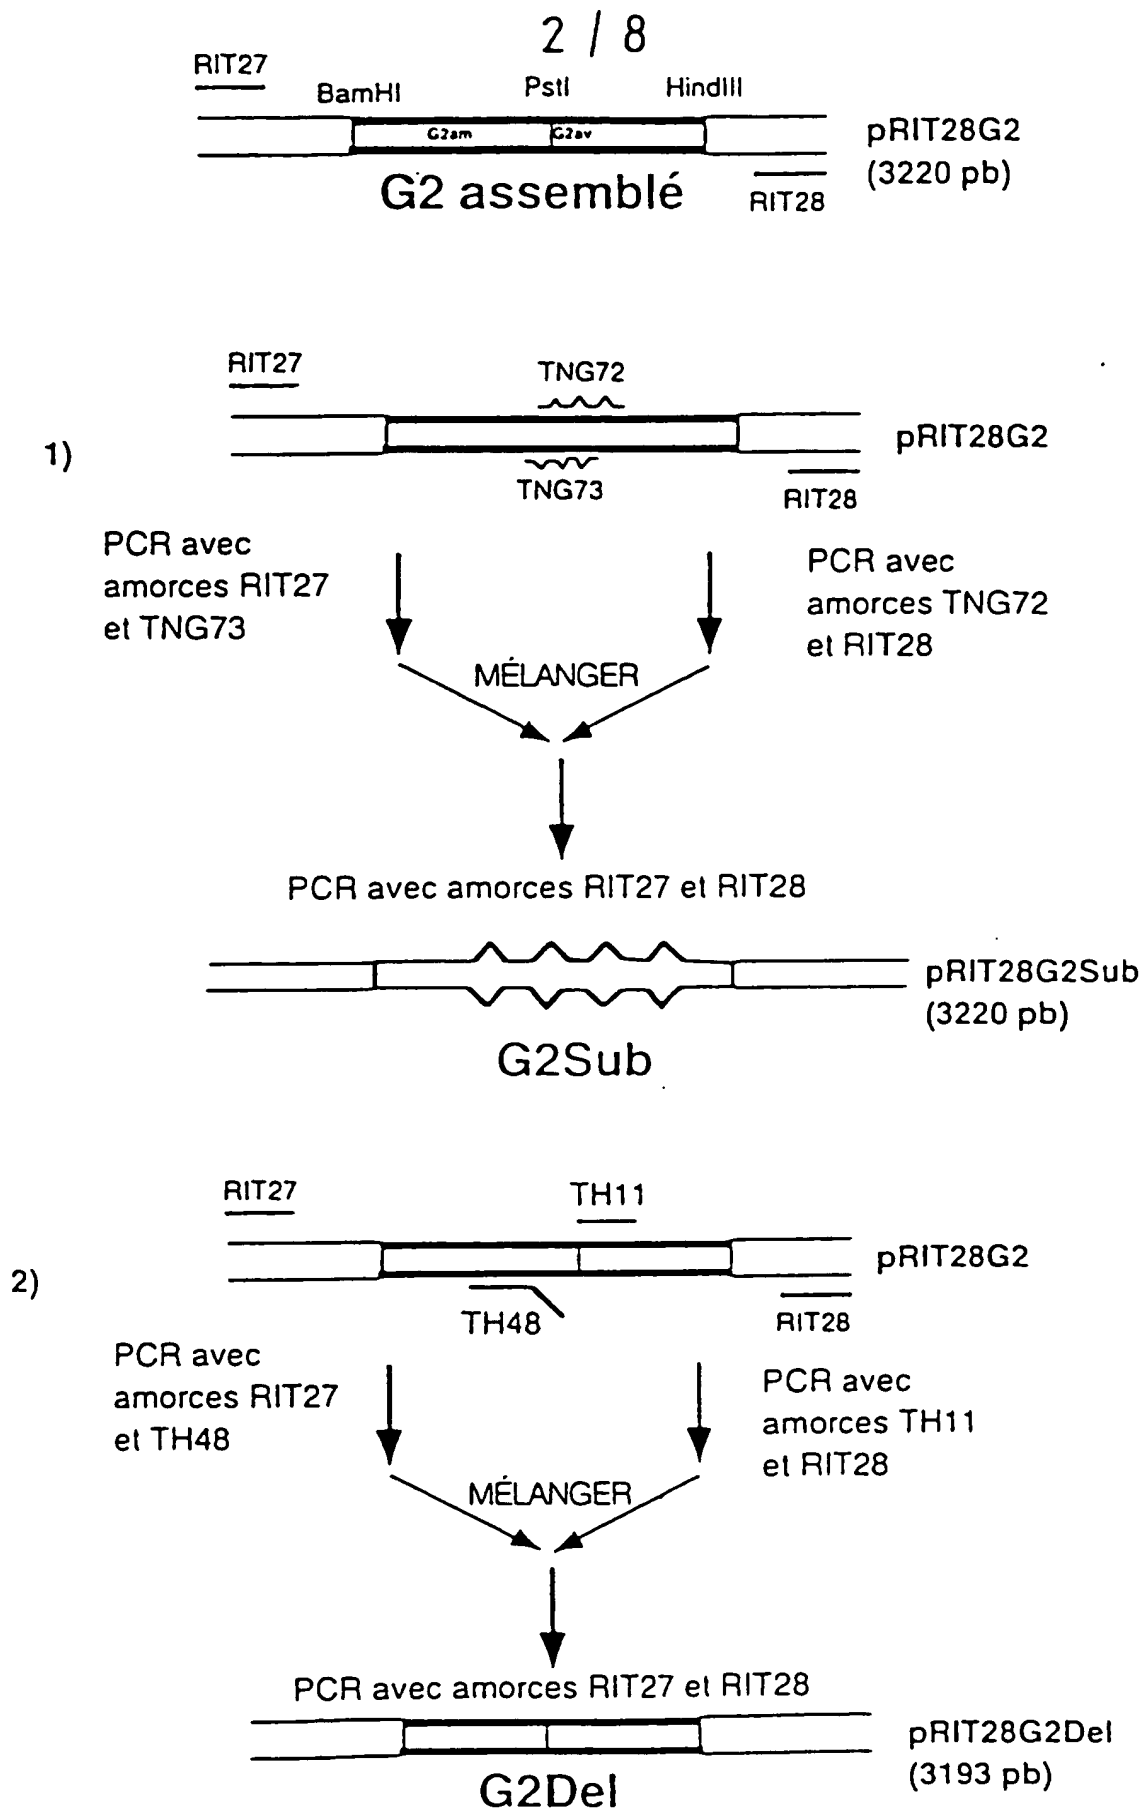 2 / 8
RIT27
BamHI
PstI
HindIII
G2am
G2av
pRIT28G2
(3220 pb)
G2 assemblé
RIT28
RIT27
TNG72
1)
pRIT28G2
TNG73
RIT28
PCR avec
amorces RIT27
et TNG73
PCR avec
amorces TNG72
et RIT28
MÉLANGER
PCR avec amorces RIT27 et RIT28
pRIT28G2Sub
(3220 pb)
G2Sub
RIT27
TH11
2)
pRIT28G2
TH48
RIT28
PCR avec
amorces RIT27
et TH48
PCR avec
amorces TH11
et RIT28
MÉLANGER
PCR avec amorces RIT27 et RIT28
pRIT28G2Del
(3193 pb)
G2Del